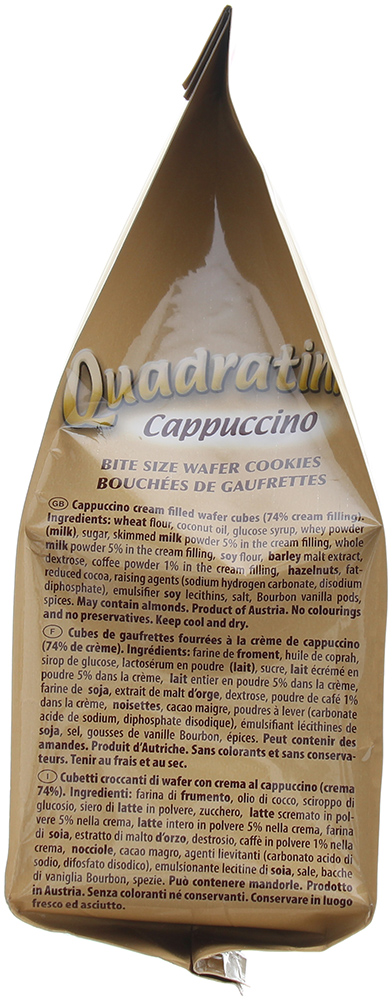 Quadratini
Cappuccino
BITE SIZE WAFER COOKIES
BOUCHÉES DE GAUFRETTES
GB Cappuccino cream filled wafer cubes (74% cream filling).
Ingredients: wheat flour, coconut oil, glucose syrup, whey powder
(milk), sugar, skimmed milk powder 5% in the cream filling, whole
milk powder 5% in the cream filling, soy flour, barley malt extract,
dextrose, coffee powder 1% in the cream filling, hazelnuts, fat-
reduced cocoa, raising agents (sodium hydrogen carbonate, disodium
diphosphate), emulsifier soy lecithins, salt, Bourbon vanilla pods,
spices. May contain almonds. Product of Austria. No colourings
and no preservatives. Keep cool and dry.
F Cubes de gaufrettes fourrées à la crème de cappuccino
(74% de crème). Ingrédients: farine de froment, huile de coprah,
sirop de glucose, lactosérum en poudre (lait), sucre, lait écrémé en
poudre 5% dans la crème, lait entier en poudre 5% dans la crème,
farine de soja, extrait de malt d'orge, dextrose, poudre de café 1%
dans la crème, noisettes, cacao maigre, poudres à lever (carbonate
acide de sodium, diphosphate disodique), émulsifiant lécithines de
soja, sel, gousses de vanille Bourbon, épices. Peut contenir des
amandes. Produit d'Autriche. Sans colorants et sans conserva-
teurs. Tenir au frais et au sec.
I Cubetti croccanti di wafer con crema al cappuccino (crema
74%). Ingredienti: farina di frumento, olio di cocco, sciroppo di
glucosio, siero di latte in polvere, zucchero, latte scremato in pol-
vere 5% nella crema, latte intero in polvere 5% nella crema, farina
di soia, estratto di malto d'orzo, destrosio, caffè in polvere 1% nella
crema, nocciole, cacao magro, agenti lievitanti (carbonato acido di
sodio, difosfato disodico), emulsionante lecitine di soia, sale, bacche
di vaniglia Bourbon, spezie. Può contenere mandorle. Prodotto
in Austria. Senza coloranti né conservanti. Conservare in luogo
fresco ed asciutto.